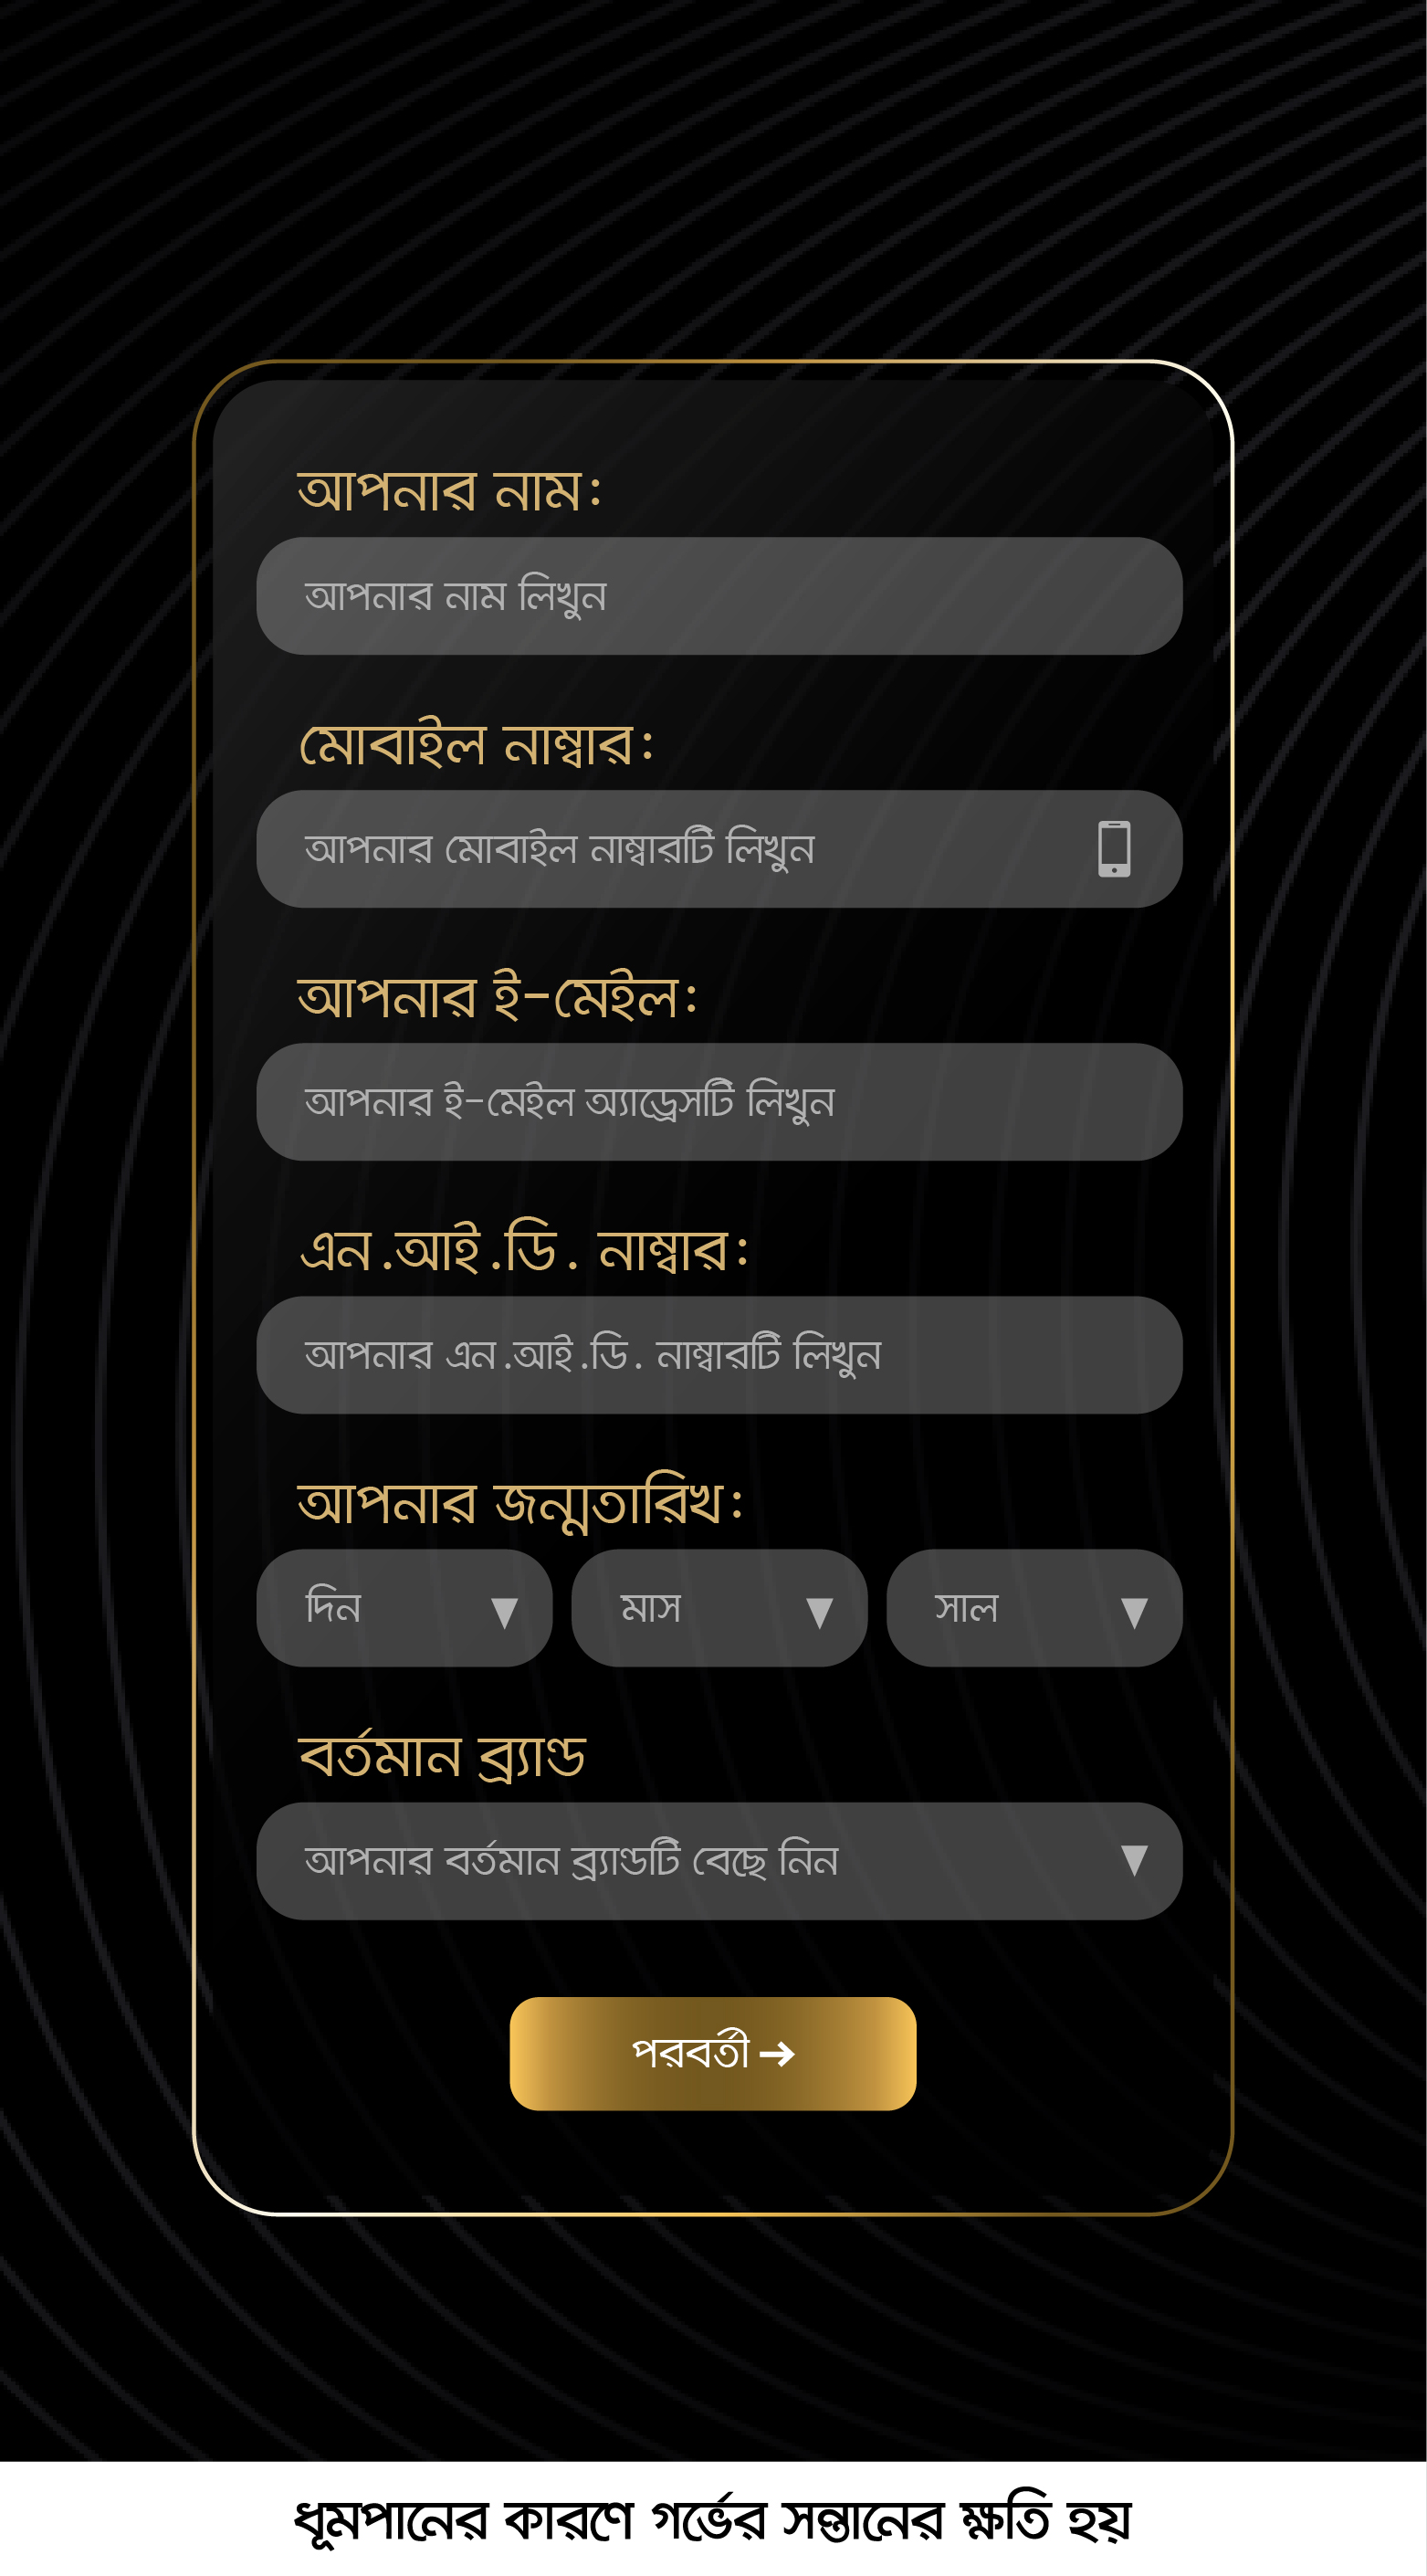 আপনার নাম:
আপনার নাম লিখুন
মোবাইল নাম্বার:
আপনার মোবাইল নাম্বারটি লিখুন
আপনার ই-মেইল:
আপনার ই-মেইল অ্যাড্রেসটি লিখুন
এন.আই.ডি. নাম্বার:
আপনার এন.আই.ডি. নাম্বারটি লিখুন
আপনার জন্মতারিখ:
দিন মাস সাল
বর্তমান ব্র্যান্ড
আপনার বর্তমান ব্র্যান্ডটি বেছে নিন
পরবর্তী →
ধূমপানের কারণে গর্ভের সন্তানের ক্ষতি হয়